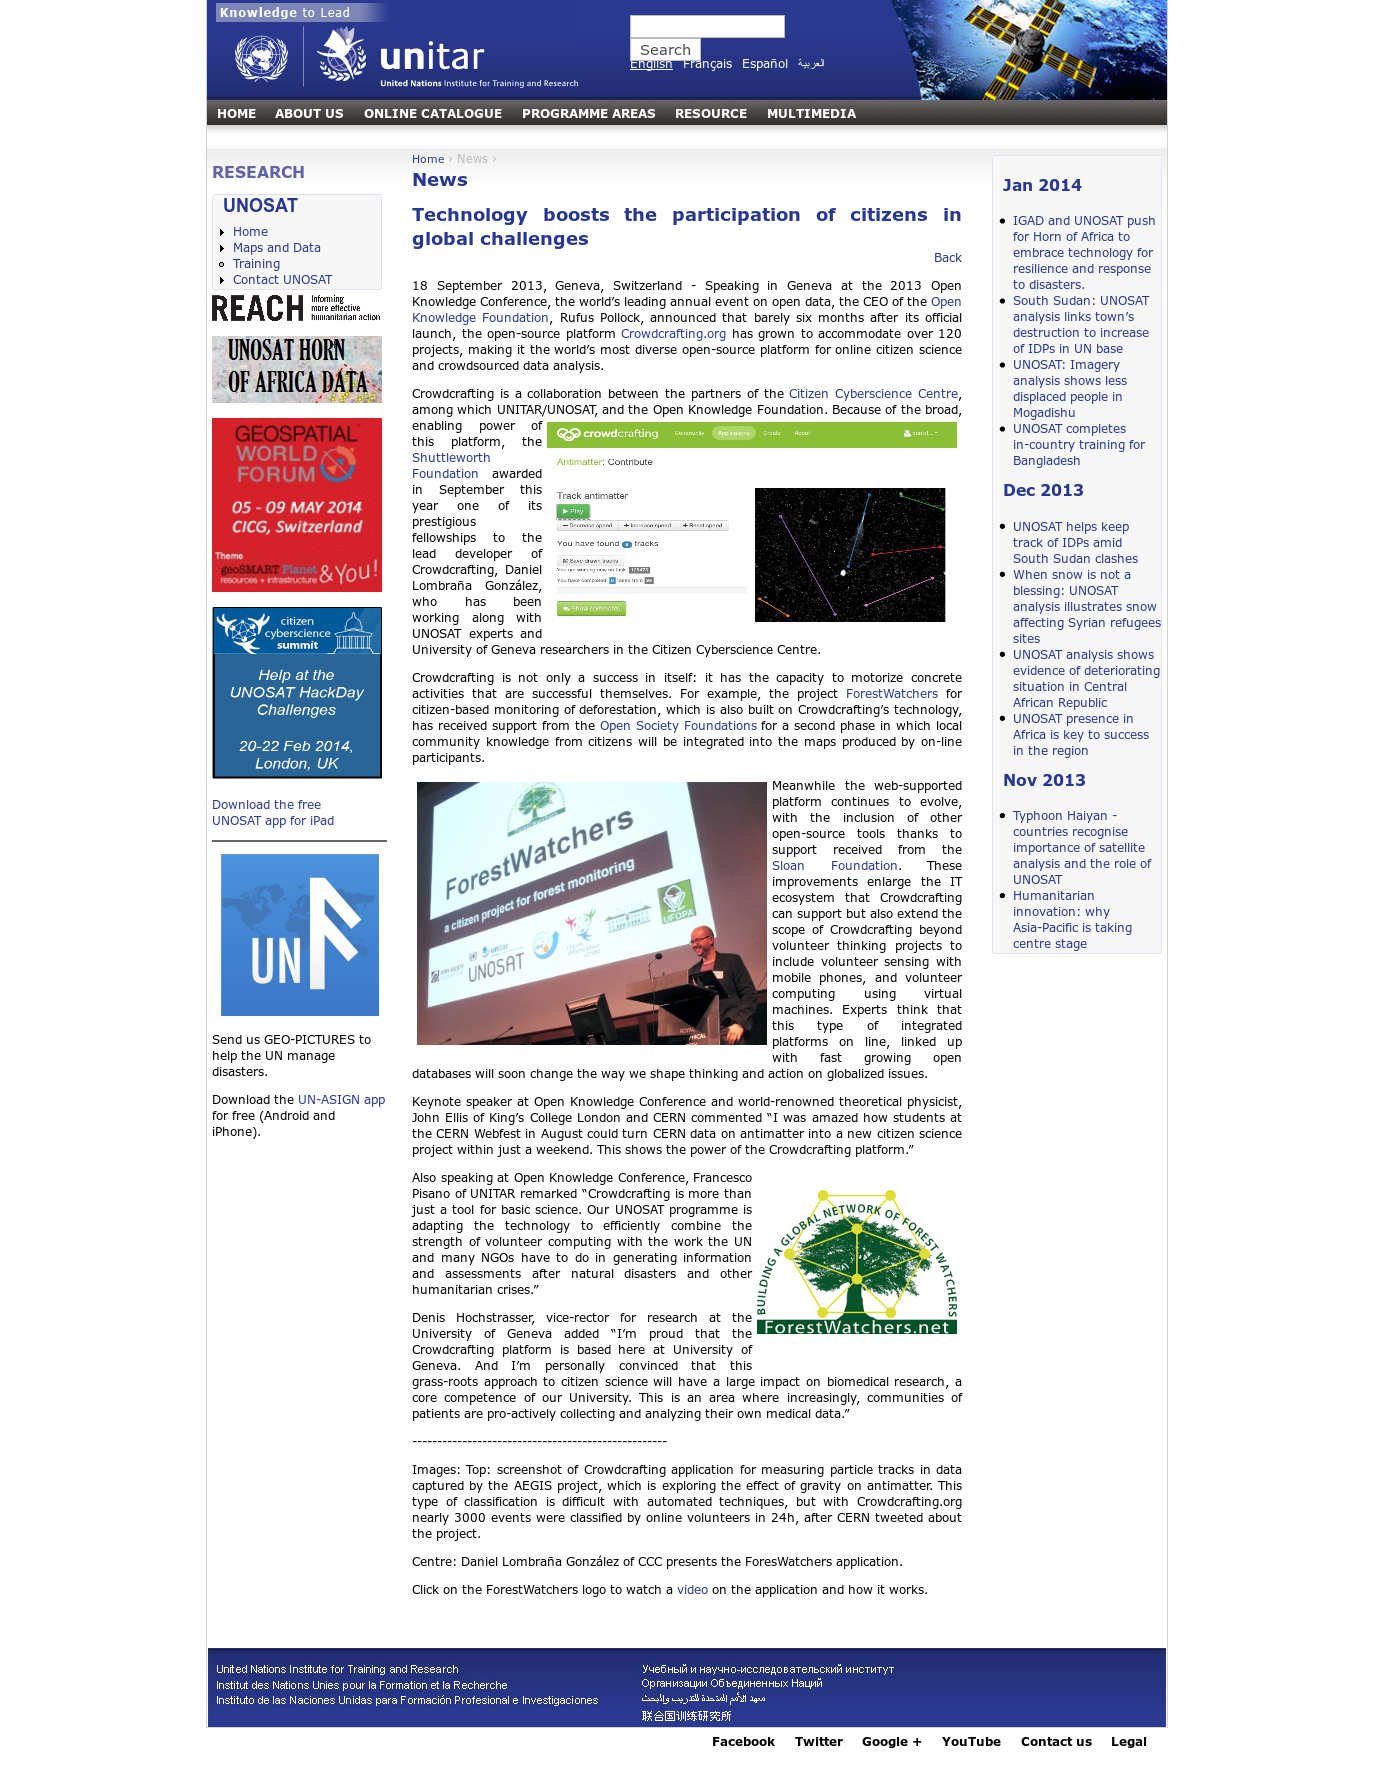 Knowledge to Lead
unitar
United Nations Institute for Training and Research
Search
English Français Español العربية
HOME ABOUT US ONLINE CATALOGUE PROGRAMME AREAS RESOURCE MULTIMEDIA
RESEARCH
UNOSAT
Home
Maps and Data
Training
Contact UNOSAT
REACH Informing
more effective
humanitarian action
UNOSAT HORN
OF AFRICA DATA
GEOSPATIAL
WORLD
FORUM
05 - 09 MAY 2014
CICG, Switzerland
Theme
geoSMART Planet
resources + infrastructure & You!
citizen
cyberscience
summit
Help at the
UNOSAT HackDay
Challenges
20-22 Feb 2014,
London, UK
Download the free
UNOSAT app for iPad
UN
Send us GEO-PICTURES to
help the UN manage
disasters.
Download the UN-ASIGN app
for free (Android and
iPhone).
Home › News ›
News
Technology boosts the participation of citizens in
global challenges
Back
18 September 2013, Geneva, Switzerland - Speaking in Geneva at the 2013 Open
Knowledge Conference, the world’s leading annual event on open data, the CEO of the Open
Knowledge Foundation, Rufus Pollock, announced that barely six months after its official
launch, the open-source platform Crowdcrafting.org has grown to accommodate over 120
projects, making it the world’s most diverse open-source platform for online citizen science
and crowdsourced data analysis.
Crowdcrafting is a collaboration between the partners of the Citizen Cyberscience Centre,
among which UNITAR/UNOSAT, and the Open Knowledge Foundation. Because of the broad,
enabling power of
this platform, the
Shuttleworth
Foundation awarded
in September this
year one of its
prestigious
fellowships to the
lead developer of
Crowdcrafting, Daniel
Lombraña González,
who has been
working along with
UNOSAT experts and
University of Geneva researchers in the Citizen Cyberscience Centre.
crowdcrafting Community Applications Create About
Antimatter: Contribute
Track antimatter
Play
Decrease speed Increase speed Reset speed
You have found 0 tracks
Save drawn tracks
You are working now on task
You have completed tasks from
Show comments
Crowdcrafting is not only a success in itself: it has the capacity to motorize concrete
activities that are successful themselves. For example, the project ForestWatchers for
citizen-based monitoring of deforestation, which is also built on Crowdcrafting’s technology,
has received support from the Open Society Foundations for a second phase in which local
community knowledge from citizens will be integrated into the maps produced by on-line
participants.
ForestWatchers
a citizen project for forest monitoring
UFOPA
unitar
UNOSAT
Meanwhile the web-supported
platform continues to evolve,
with the inclusion of other
open-source tools thanks to
support received from the
Sloan Foundation. These
improvements enlarge the IT
ecosystem that Crowdcrafting
can support but also extend the
scope of Crowdcrafting beyond
volunteer thinking projects to
include volunteer sensing with
mobile phones, and volunteer
computing using virtual
machines. Experts think that
this type of integrated
platforms on line, linked up
with fast growing open
databases will soon change the way we shape thinking and action on globalized issues.
Keynote speaker at Open Knowledge Conference and world-renowned theoretical physicist,
John Ellis of King’s College London and CERN commented “I was amazed how students at
the CERN Webfest in August could turn CERN data on antimatter into a new citizen science
project within just a weekend. This shows the power of the Crowdcrafting platform.”
Also speaking at Open Knowledge Conference, Francesco
Pisano of UNITAR remarked “Crowdcrafting is more than
just a tool for basic science. Our UNOSAT programme is
adapting the technology to efficiently combine the
strength of volunteer computing with the work the UN
and many NGOs have to do in generating information
and assessments after natural disasters and other
humanitarian crises.”
BUILDING A GLOBAL NETWORK OF FOREST WATCHERS
ForestWatchers.net
Denis Hochstrasser, vice-rector for research at the
University of Geneva added “I’m proud that the
Crowdcrafting platform is based here at University of
Geneva. And I’m personally convinced that this
grass-roots approach to citizen science will have a large impact on biomedical research, a
core competence of our University. This is an area where increasingly, communities of
patients are pro-actively collecting and analyzing their own medical data.”
---------------------------------------------------
Images: Top: screenshot of Crowdcrafting application for measuring particle tracks in data
captured by the AEGIS project, which is exploring the effect of gravity on antimatter. This
type of classification is difficult with automated techniques, but with Crowdcrafting.org
nearly 3000 events were classified by online volunteers in 24h, after CERN tweeted about
the project.
Centre: Daniel Lombraña González of CCC presents the ForesWatchers application.
Click on the ForestWatchers logo to watch a video on the application and how it works.
Jan 2014
IGAD and UNOSAT push
for Horn of Africa to
embrace technology for
resilience and response
to disasters.
South Sudan: UNOSAT
analysis links town’s
destruction to increase
of IDPs in UN base
UNOSAT: Imagery
analysis shows less
displaced people in
Mogadishu
UNOSAT completes
in-country training for
Bangladesh
Dec 2013
UNOSAT helps keep
track of IDPs amid
South Sudan clashes
When snow is not a
blessing: UNOSAT
analysis illustrates snow
affecting Syrian refugees
sites
UNOSAT analysis shows
evidence of deteriorating
situation in Central
African Republic
UNOSAT presence in
Africa is key to success
in the region
Nov 2013
Typhoon Haiyan -
countries recognise
importance of satellite
analysis and the role of
UNOSAT
Humanitarian
innovation: why
Asia-Pacific is taking
centre stage
United Nations Institute for Training and Research
Institut des Nations Unies pour la Formation et la Recherche
Instituto de las Naciones Unidas para Formación Profesional e Investigaciones
Учебный и научно-исследовательский институт
Организации Объединенных Наций
معهد الأمم المتحدة للتدريب والبحث
联合国训练研究所
Facebook Twitter Google + YouTube Contact us Legal